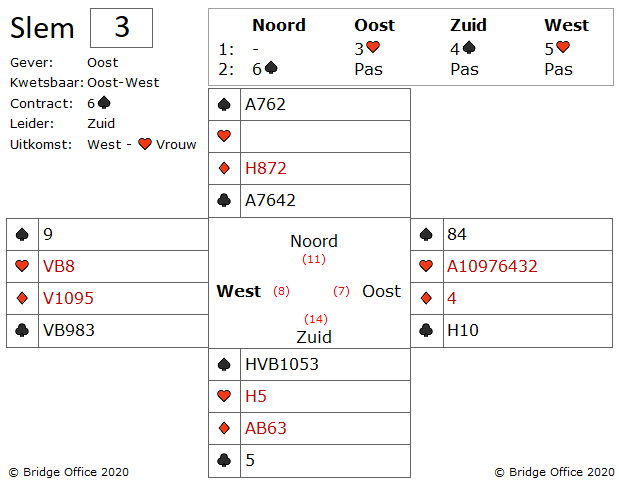 Slem 3
Gever: Oost
Kwetsbaar: Oost-West
Contract: 6♠
Leider: Zuid
Uitkomst: West - ♥ Vrouw
Noord Oost Zuid West
1: - 3♥ 4♠ 5♥
2: 6♠ Pas Pas Pas
♠ A762
♥
♦ H872
♣ A7642
♠ 9
♥ VB8
♦ V1095
♣ VB983
Noord
(11)
West (8) (7) Oost
(14)
Zuid
♠ 84
♥ A10976432
♦ 4
♣ H10
♠ HVB1053
♥ H5
♦ AB63
♣ 5
© Bridge Office 2020
© Bridge Office 2020